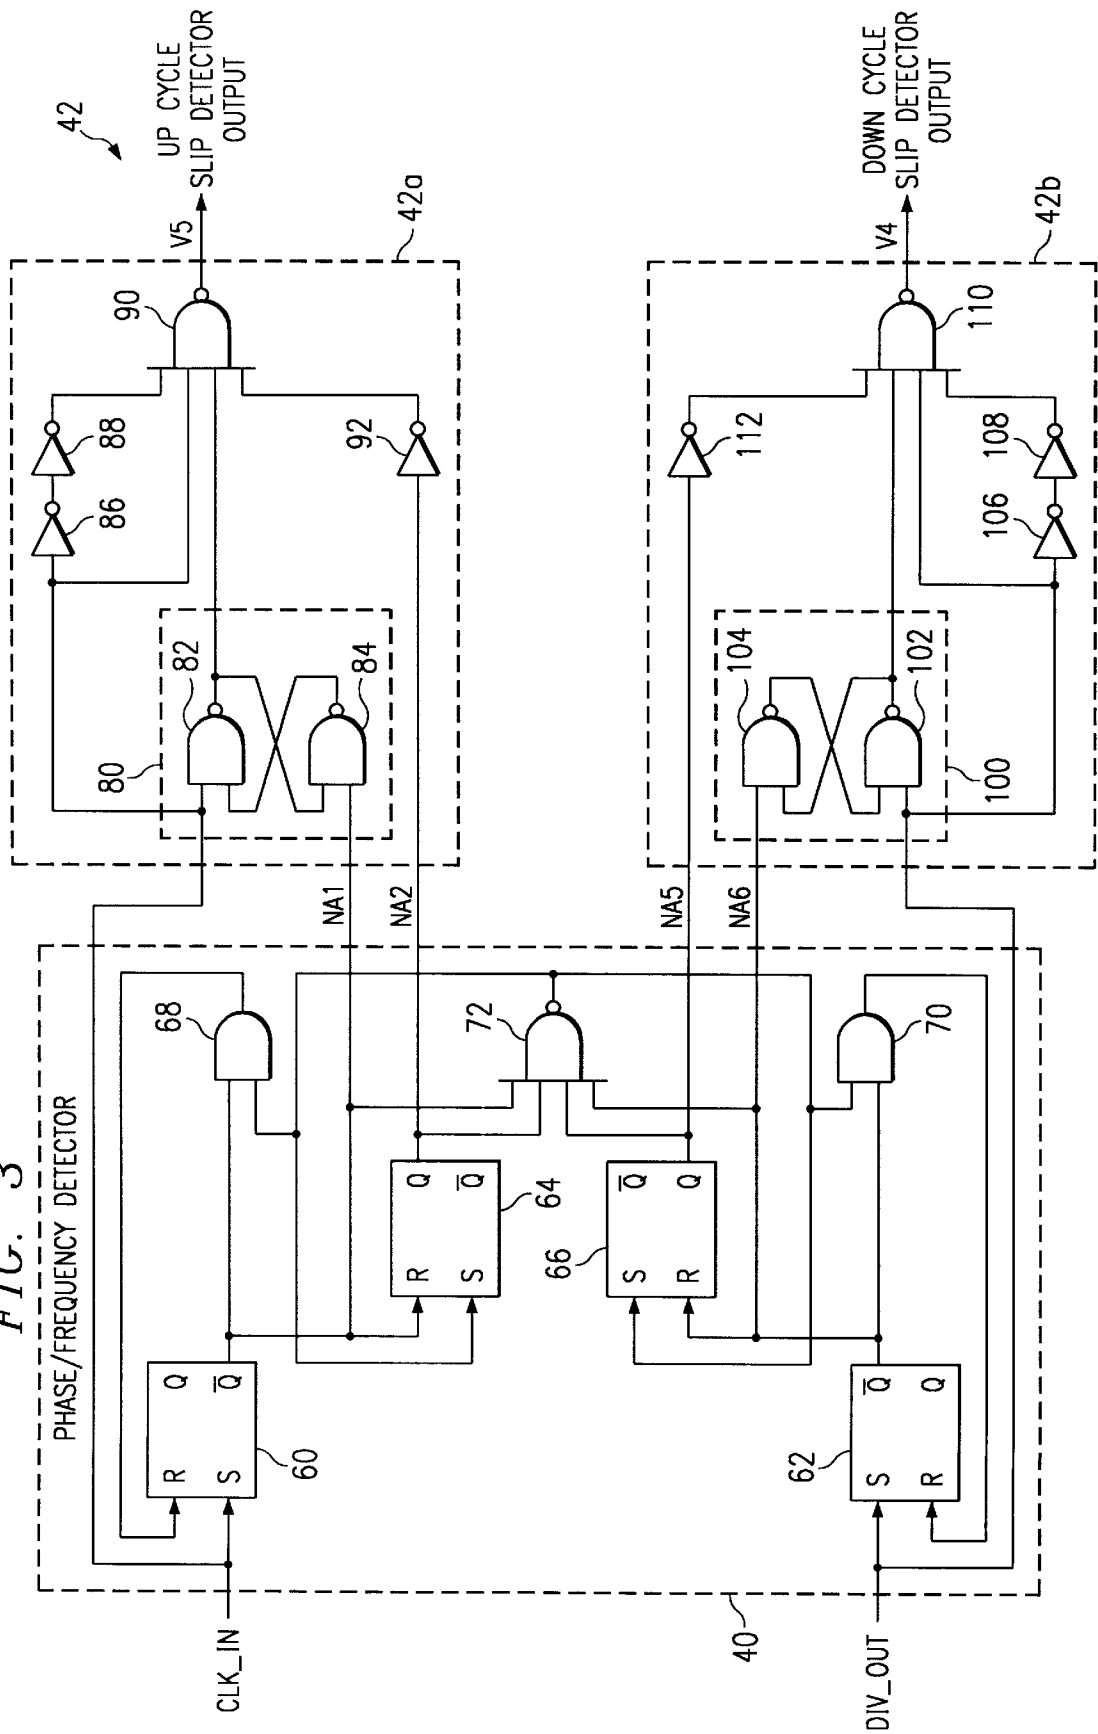 FIG. 3
PHASE/FREQUENCY DETECTOR
42
UP CYCLE
SLIP DETECTOR
OUTPUT
V5
42a
90
88
86
92
80
82
84
NA1
NA2
68
72
70
60
R
Q
S
Q
64
R
Q
S
Q
66
S
Q
R
Q
62
S
Q
R
Q
CLK_IN
DIV_OUT
40
NA5
NA6
DOWN CYCLE
SLIP DETECTOR
OUTPUT
V4
42b
110
112
108
106
104
102
100